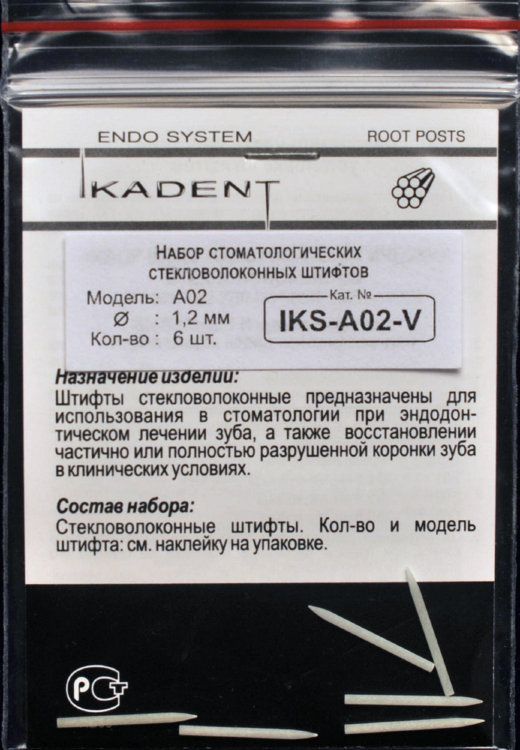 ENDO SYSTEM ROOT POSTS
IKADENT
НАБОР СТОМАТОЛОГИЧЕСКИХ
СТЕКЛОВОЛОКОННЫХ ШТИФТОВ
Модель: А02
Ø : 1,2 мм
Кол-во : 6 шт.
Кат. №
IKS-A02-V
Назначение изделий:
Штифты стекловолоконные предназначены для
использования в стоматологии при эндодон-
тическом лечении зуба, а также восстановлении
частично или полностью разрушенной коронки зуба
в клинических условиях.
Состав набора:
Стекловолоконные штифты. Кол-во и модель
штифта: см. наклейку на упаковке.
РСТ